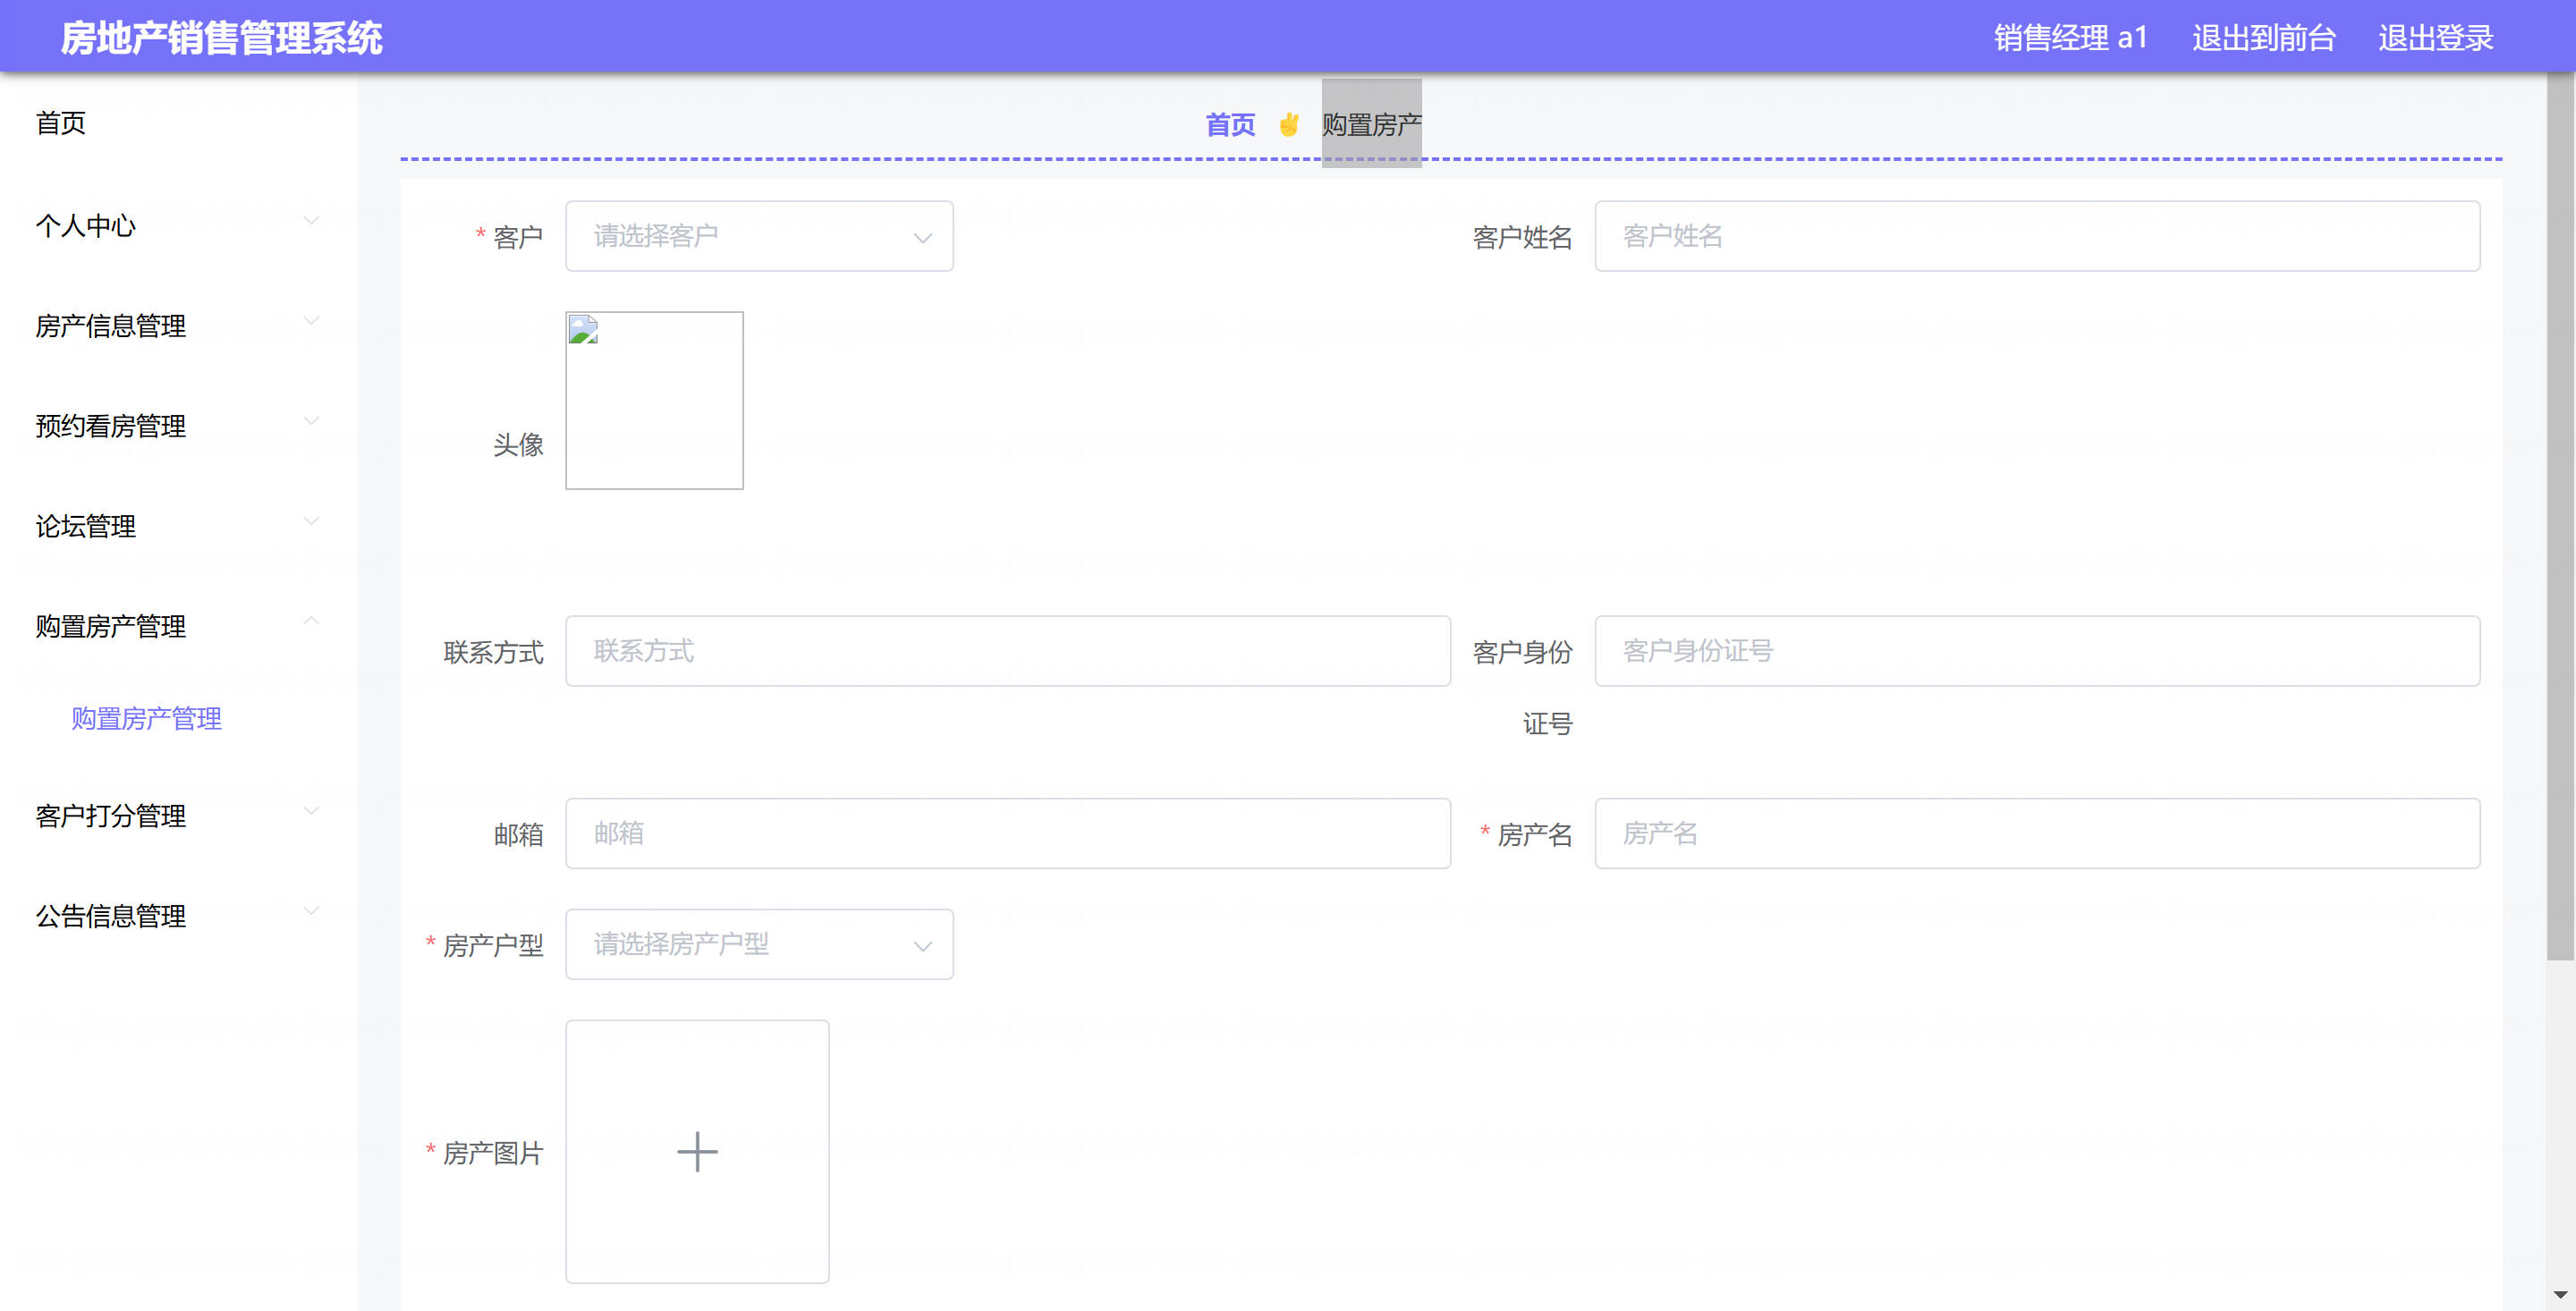 房地产销售管理系统
销售经理 a1 退出到前台 退出登录
首页
个人中心
房产信息管理
预约看房管理
论坛管理
购置房产管理
购置房产管理
客户打分管理
公告信息管理
首页 ✌ 购置房产
* 客户 请选择客户
客户姓名 客户姓名
头像
联系方式 联系方式
客户身份证号 客户身份证号
邮箱 邮箱
* 房产名 房产名
* 房产户型 请选择房产户型
* 房产图片